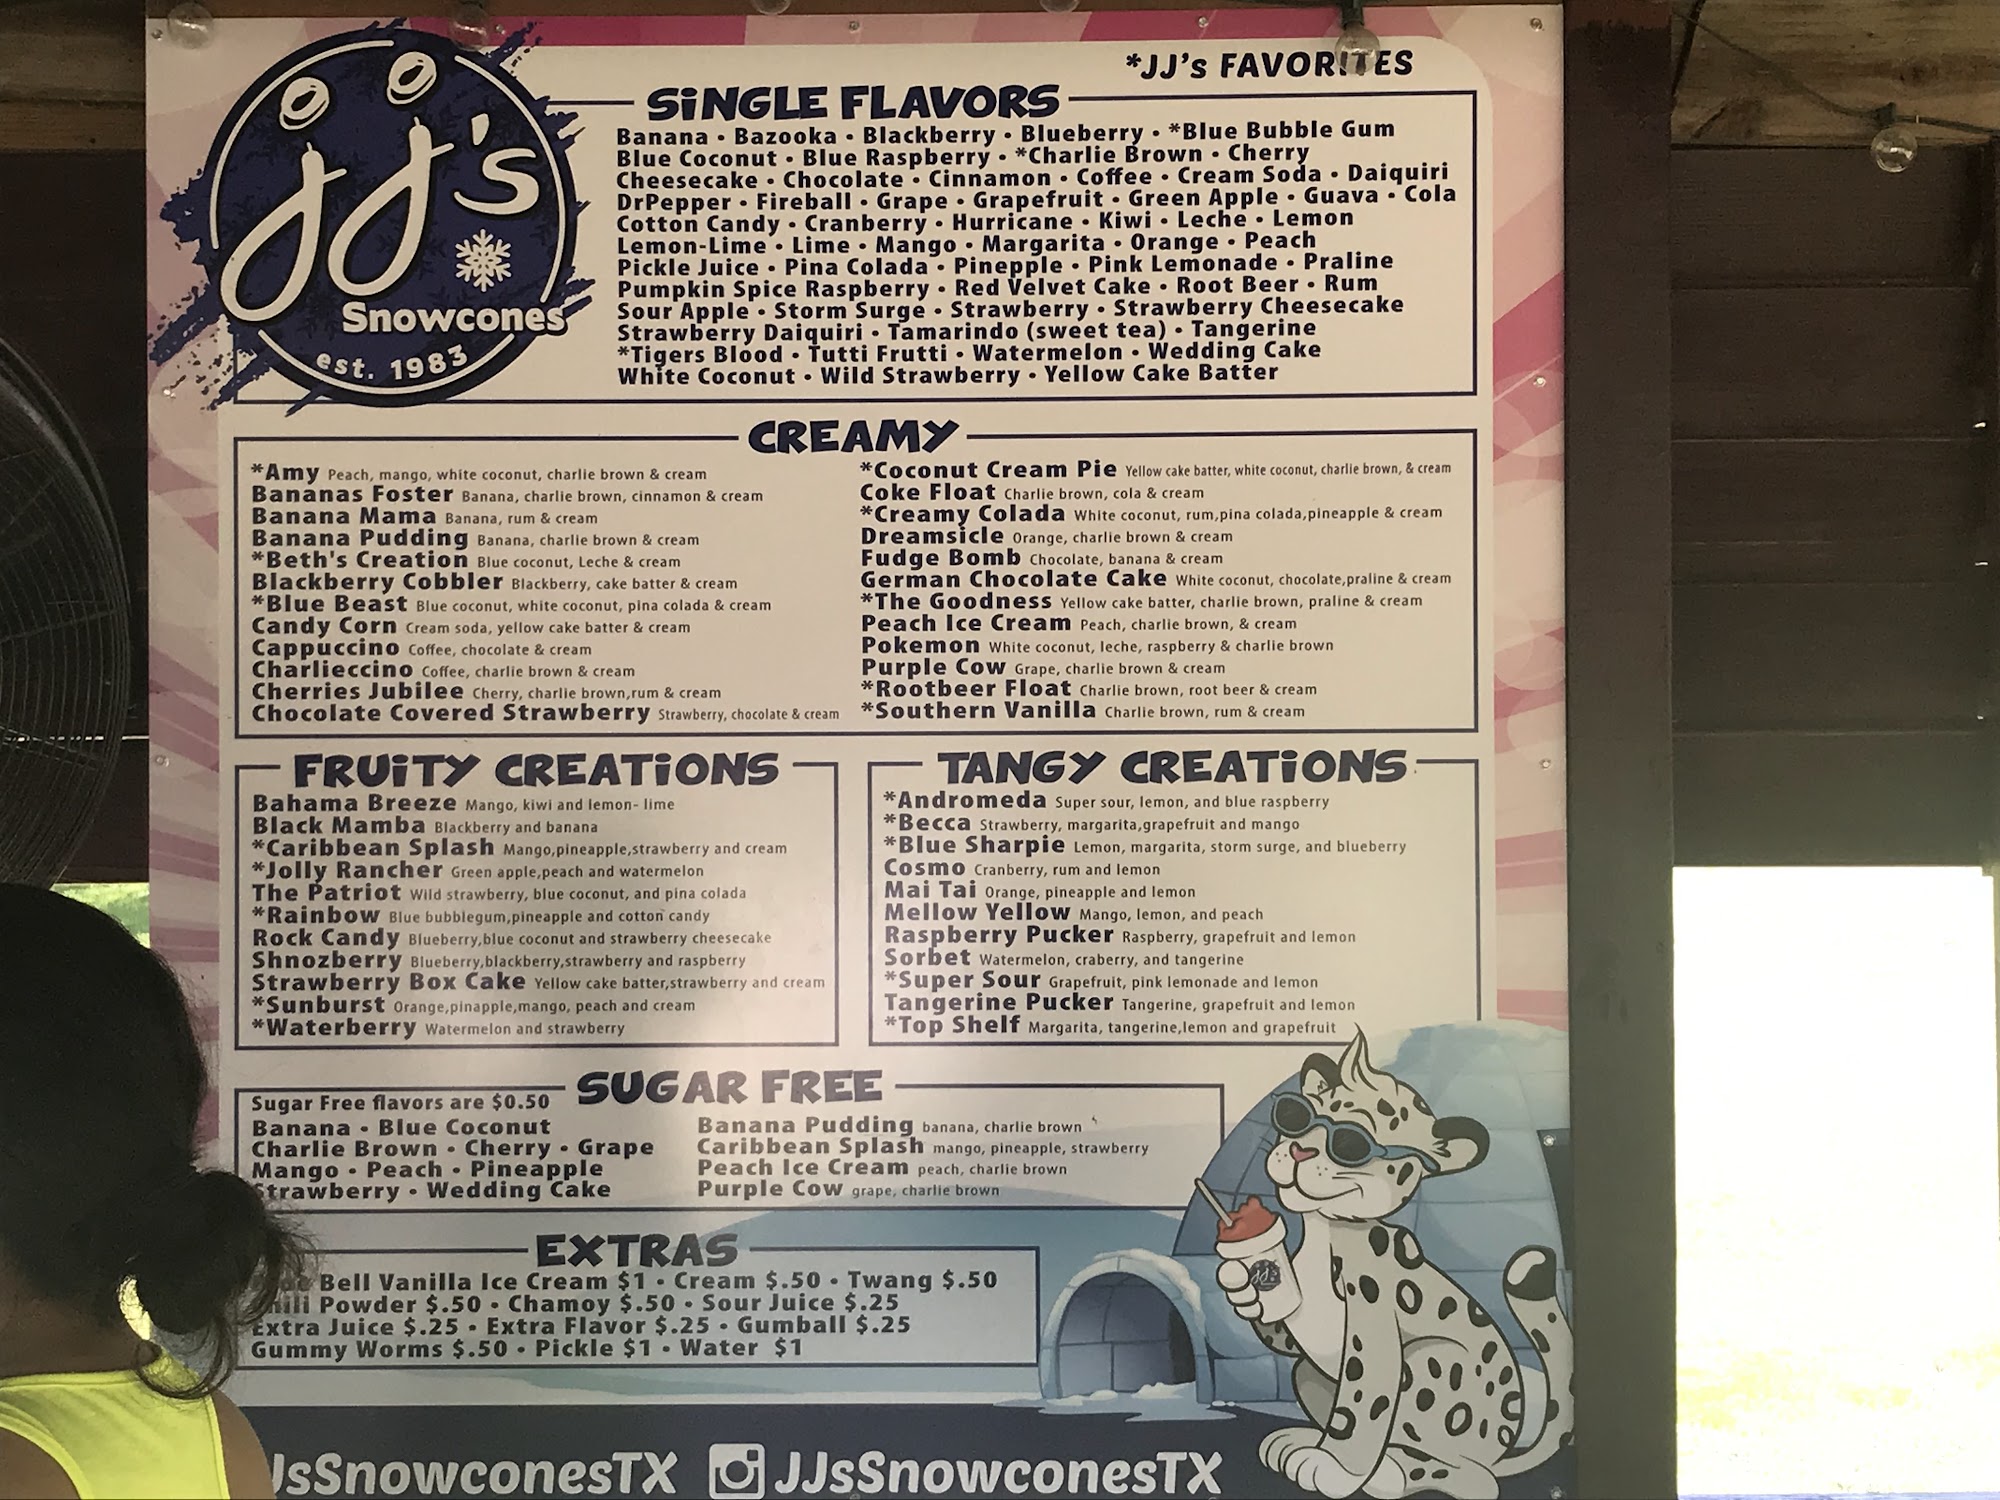 JJ's
Snowcones
est. 1983
*JJ's FAVORITES
SiNGLE FLAVORS
Banana • Bazooka • Blackberry • Blueberry • *Blue Bubble Gum
Blue Coconut • Blue Raspberry • *Charlie Brown • Cherry
Cheesecake • Chocolate • Cinnamon • Coffee • Cream Soda • Daiquiri
DrPepper • Fireball • Grape • Grapefruit • Green Apple • Guava • Cola
Cotton Candy • Cranberry • Hurricane • Kiwi • Leche • Lemon
Lemon-Lime • Lime • Mango • Margarita • Orange • Peach
Pickle Juice • Pina Colada • Pinepple • Pink Lemonade • Praline
Pumpkin Spice Raspberry • Red Velvet Cake • Root Beer • Rum
Sour Apple • Storm Surge • Strawberry • Strawberry Cheesecake
Strawberry Daiquiri • Tamarindo (sweet tea) • Tangerine
*Tigers Blood • Tutti Frutti • Watermelon • Wedding Cake
White Coconut • Wild Strawberry • Yellow Cake Batter
CREAMY
*Amy Peach, mango, white coconut, charlie brown & cream
Bananas Foster Banana, charlie brown, cinnamon & cream
Banana Mama Banana, rum & cream
Banana Pudding Banana, charlie brown & cream
*Beth's Creation Blue coconut, Leche & cream
Blackberry Cobbler Blackberry, cake batter & cream
*Blue Beast Blue coconut, white coconut, pina colada & cream
Candy Corn Cream soda, yellow cake batter & cream
Cappuccino Coffee, chocolate & cream
Charlieccino Coffee, charlie brown & cream
Cherries Jubilee Cherry, charlie brown,rum & cream
Chocolate Covered Strawberry Strawberry, chocolate & cream
*Coconut Cream Pie Yellow cake batter, white coconut, charlie brown, & cream
Coke Float Charlie brown, cola & cream
*Creamy Colada White coconut, rum,pina colada,pineapple & cream
Dreamsicle Orange, charlie brown & cream
Fudge Bomb Chocolate, banana & cream
German Chocolate Cake White coconut, chocolate,praline & cream
*The Goodness Yellow cake batter, charlie brown, praline & cream
Peach Ice Cream Peach, charlie brown, & cream
Pokemon White coconut, leche, raspberry & charlie brown
Purple Cow Grape, charlie brown & cream
*Rootbeer Float Charlie brown, root beer & cream
*Southern Vanilla Charlie brown, rum & cream
FRUiTY CREATiONS
Bahama Breeze Mango, kiwi and lemon- lime
Black Mamba Blackberry and banana
*Caribbean Splash Mango,pineapple,strawberry and cream
*Jolly Rancher Green apple,peach and watermelon
The Patriot Wild strawberry, blue coconut, and pina colada
*Rainbow Blue bubblegum,pineapple and cotton candy
Rock Candy Blueberry,blue coconut and strawberry cheesecake
Shnozberry Blueberry,blackberry,strawberry and raspberry
Strawberry Box Cake Yellow cake batter,strawberry and cream
*Sunburst Orange,pinapple,mango, peach and cream
*Waterberry Watermelon and strawberry
TANGY CREATiONS
*Andromeda Super sour, lemon, and blue raspberry
*Becca Strawberry, margarita,grapefruit and mango
*Blue Sharpie Lemon, margarita, storm surge, and blueberry
Cosmo Cranberry, rum and lemon
Mai Tai Orange, pineapple and lemon
Mellow Yellow Mango, lemon, and peach
Raspberry Pucker Raspberry, grapefruit and lemon
Sorbet Watermelon, craberry, and tangerine
*Super Sour Grapefruit, pink lemonade and lemon
Tangerine Pucker Tangerine, grapefruit and lemon
*Top Shelf Margarita, tangerine,lemon and grapefruit
SUGAR FREE
Sugar Free flavors are $0.50
Banana • Blue Coconut
Charlie Brown • Cherry • Grape
Mango • Peach • Pineapple
Strawberry • Wedding Cake
Banana Pudding banana, charlie brown
Caribbean Splash mango, pineapple, strawberry
Peach Ice Cream peach, charlie brown
Purple Cow grape, charlie brown
EXTRAS
Bell Vanilla Ice Cream $1 • Cream $.50 • Twang $.50
Powder $.50 • Chamoy $.50 • Sour Juice $.25
Extra Juice $.25 • Extra Flavor $.25 • Gumball $.25
Gummy Worms $.50 • Pickle $1 • Water $1
JJ's
JsSnowconesTX JJsSnowconesTX